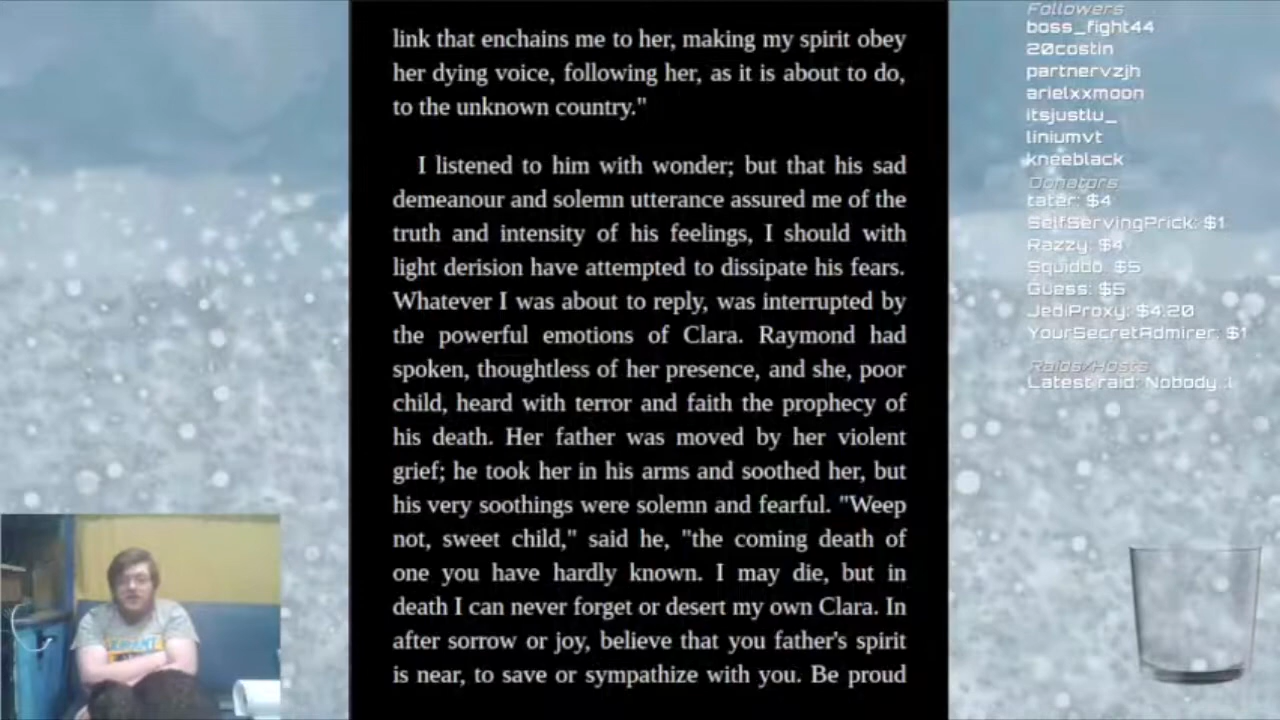 link that enchains me to her, making my spirit obey
her dying voice, following her, as it is about to do,
to the unknown country."
I listened to him with wonder; but that his sad
demeanour and solemn utterance assured me of the
truth and intensity of his feelings, I should with
light derision have attempted to dissipate his fears.
Whatever I was about to reply, was interrupted by
the powerful emotions of Clara. Raymond had
spoken, thoughtless of her presence, and she, poor
child, heard with terror and faith the prophecy of
his death. Her father was moved by her violent
grief; he took her in his arms and soothed her, but
his very soothings were solemn and fearful. "Weep
not, sweet child," said he, "the coming death of
one you have hardly known. I may die, but in
death I can never forget or desert my own Clara. In
after sorrow or joy, believe that you father's spirit
is near, to save or sympathize with you. Be proud
Followers
boss_fight44
20costin
partnervzjh
arielxxmoon
itsjustlu_
liniumvt
kneeblack
Donators
tater: $4
SelfServingPrick: $1
Razzy: $4
Squiddo: $5
Guess: $5
JediProxy: $4.20
YourSecretAdmirer: $1
Raids/Hosts
Latest raid: Nobody :(